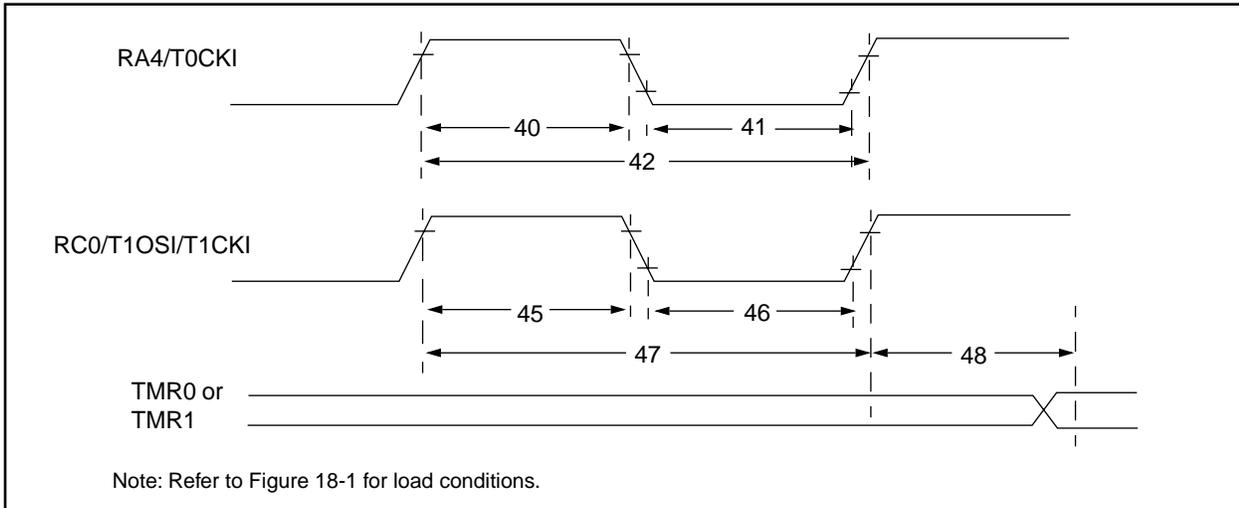 RA4/T0CKI
40
41
42
RC0/T1OSI/T1CKI
45
46
47
48
TMR0 or
TMR1
Note: Refer to Figure 18-1 for load conditions.